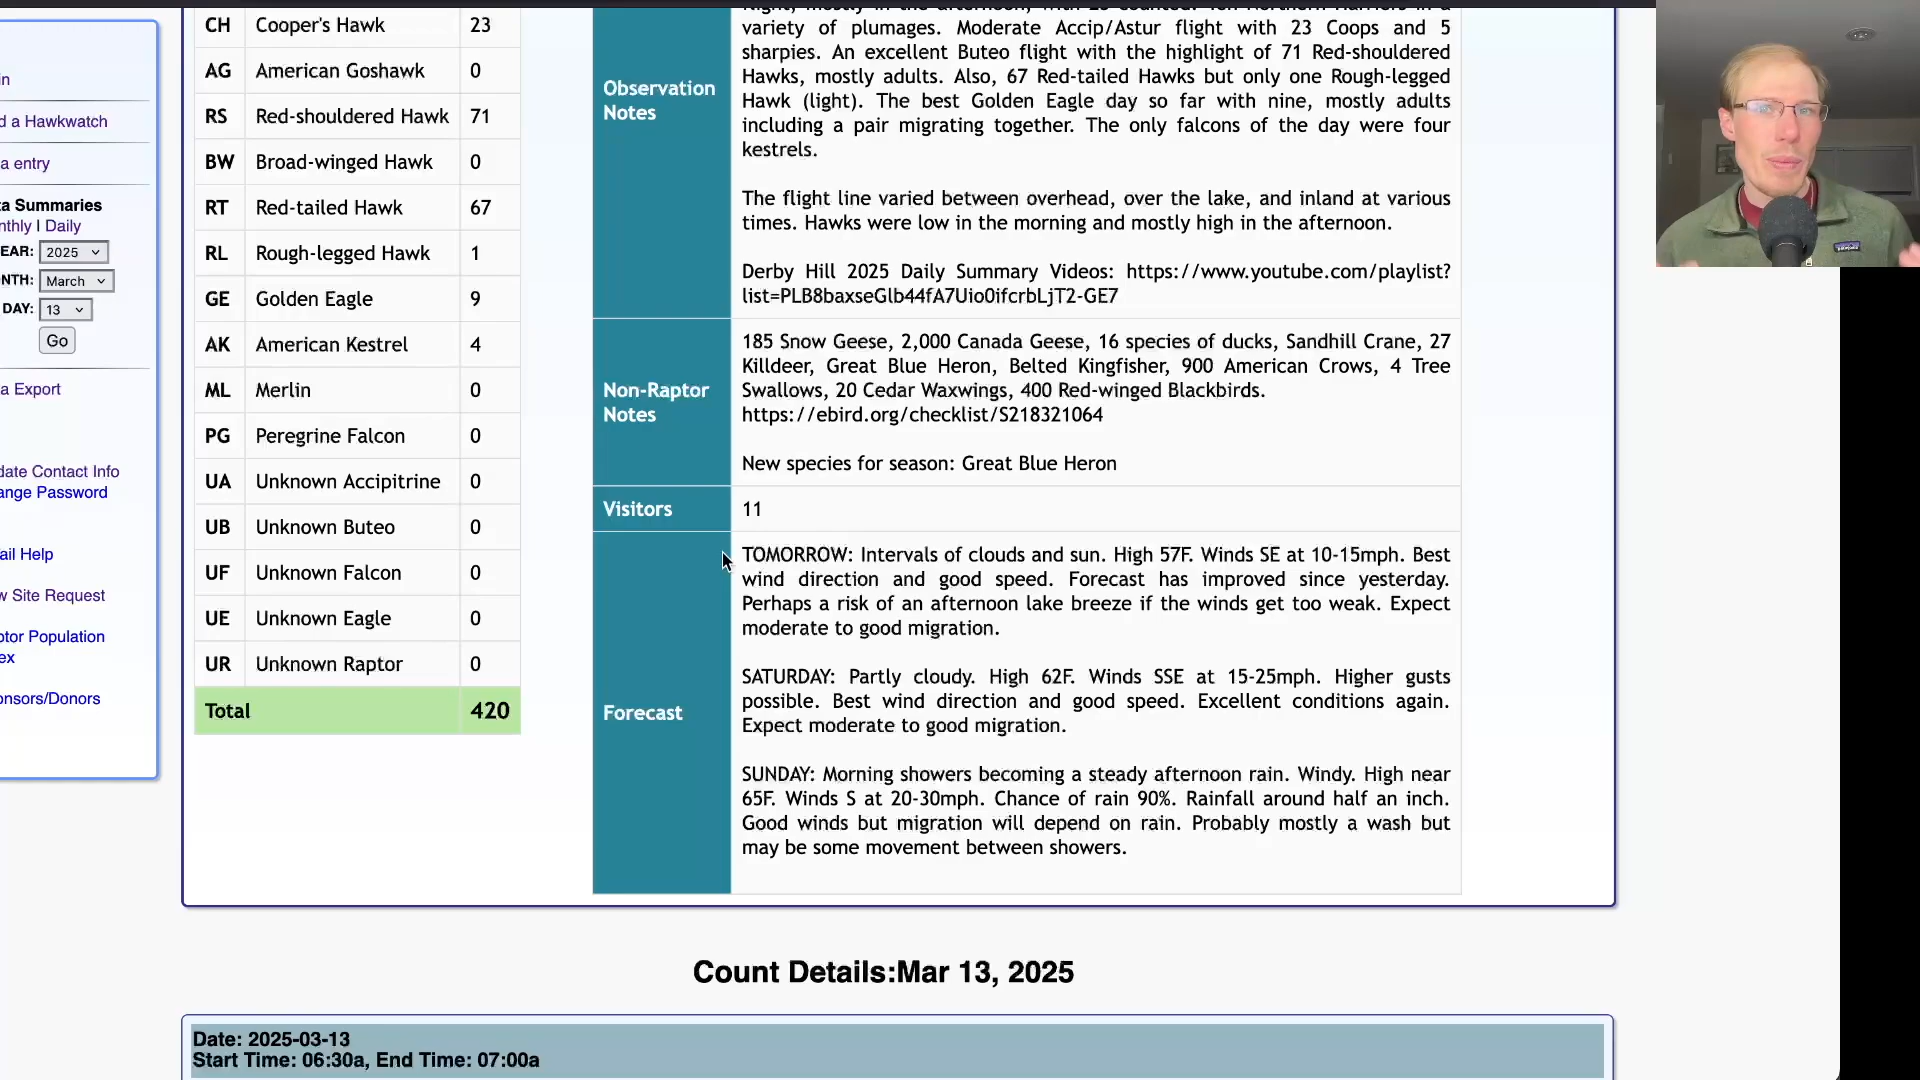 in
d a Hawkwatch
a entry
ta Summaries
nthly I Daily
EAR: 2025
NTH: March
DAY: 13
Go
a Export
date Contact Info
ange Password
ail Help
w Site Request
ptor Population
ex
onsors/Donors
CH Cooper's Hawk 23
AG American Goshawk 0
RS Red-shouldered Hawk 71
BW Broad-winged Hawk 0
RT Red-tailed Hawk 67
RL Rough-legged Hawk 1
GE Golden Eagle 9
AK American Kestrel 4
ML Merlin 0
PG Peregrine Falcon 0
UA Unknown Accipitrine 0
UB Unknown Buteo 0
UF Unknown Falcon 0
UE Unknown Eagle 0
UR Unknown Raptor 0
Total 420
Observation
Notes
variety of plumages. Moderate Accip/Astur flight with 23 Coops and 5
sharpies. An excellent Buteo flight with the highlight of 71 Red-shouldered
Hawks, mostly adults. Also, 67 Red-tailed Hawks but only one Rough-legged
Hawk (light). The best Golden Eagle day so far with nine, mostly adults
including a pair migrating together. The only falcons of the day were four
kestrels.
The flight line varied between overhead, over the lake, and inland at various
times. Hawks were low in the morning and mostly high in the afternoon.
Derby Hill 2025 Daily Summary Videos: https://www.youtube.com/playlist?
list=PLB8baxseGlb44fA7Uio0ifcrbLjT2-GE7
Non-Raptor
Notes
185 Snow Geese, 2,000 Canada Geese, 16 species of ducks, Sandhill Crane, 27
Killdeer, Great Blue Heron, Belted Kingfisher, 900 American Crows, 4 Tree
Swallows, 20 Cedar Waxwings, 400 Red-winged Blackbirds.
https://ebird.org/checklist/S218321064
New species for season: Great Blue Heron
Visitors
11
Forecast
TOMORROW: Intervals of clouds and sun. High 57F. Winds SE at 10-15mph. Best
wind direction and good speed. Forecast has improved since yesterday.
Perhaps a risk of an afternoon lake breeze if the winds get too weak. Expect
moderate to good migration.
SATURDAY: Partly cloudy. High 62F. Winds SSE at 15-25mph. Higher gusts
possible. Best wind direction and good speed. Excellent conditions again.
Expect moderate to good migration.
SUNDAY: Morning showers becoming a steady afternoon rain. Windy. High near
65F. Winds S at 20-30mph. Chance of rain 90%. Rainfall around half an inch.
Good winds but migration will depend on rain. Probably mostly a wash but
may be some movement between showers.
Count Details:Mar 13, 2025
Date: 2025-03-13
Start Time: 06:30a, End Time: 07:00a